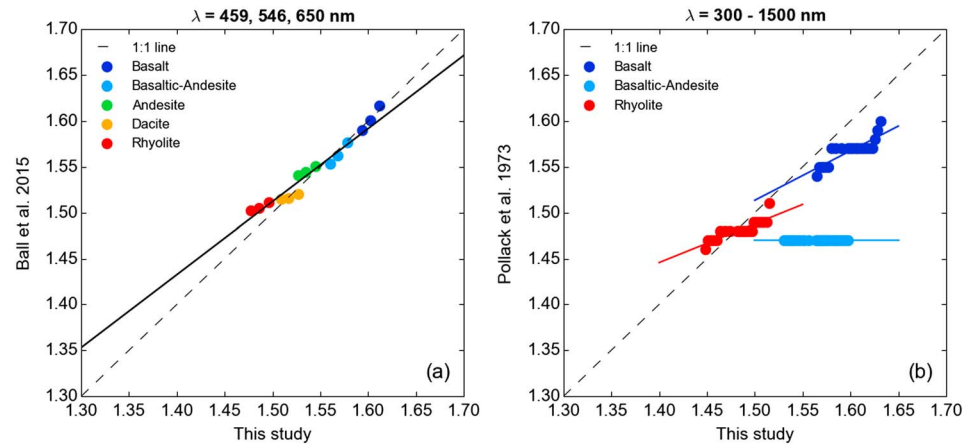 λ = 459, 546, 650 nm
1.70
1.65
1.60
1.55
1.50
1.45
1.40
1.35
1.30
Ball et al. 2015
1:1 line
Basalt
Basaltic-Andesite
Andesite
Dacite
Rhyolite
(a)
1.30 1.35 1.40 1.45 1.50 1.55 1.60 1.65 1.70
This study
λ = 300 - 1500 nm
1.70
1.65
1.60
1.55
1.50
1.45
1.40
1.35
1.30
Pollack et al. 1973
1:1 line
Basalt
Basaltic-Andesite
Rhyolite
(b)
1.30 1.35 1.40 1.45 1.50 1.55 1.60 1.65 1.70
This study